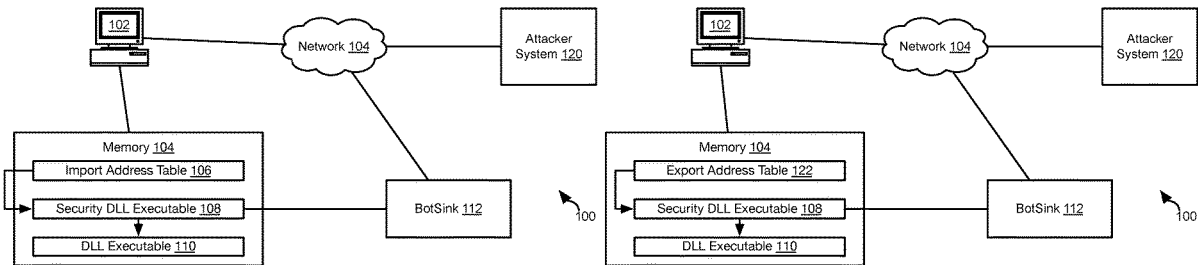 102
Network 104
Attacker
System 120
Memory 104
Import Address Table 106
Security DLL Executable 108
DLL Executable 110
BotSink 112
100
102
Network 104
Attacker
System 120
Memory 104
Export Address Table 122
Security DLL Executable 108
DLL Executable 110
BotSink 112
100